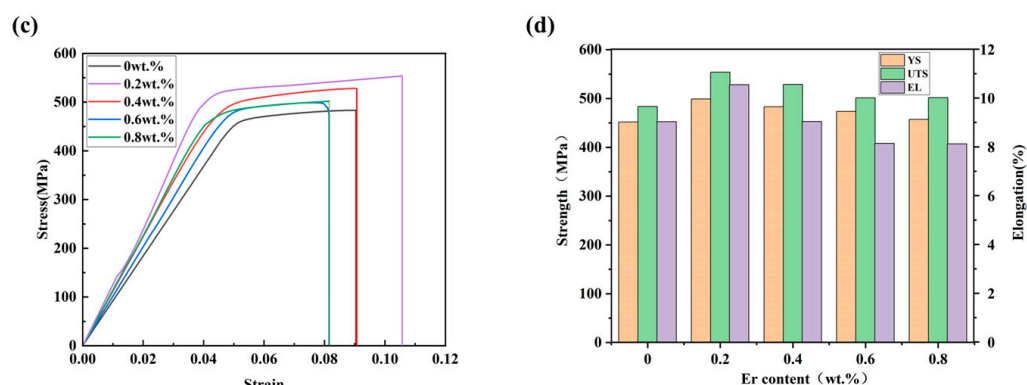 (c)
600
500
400
300
200
100
0
Stress(MPa)
0wt.%
0.2wt.%
0.4wt.%
0.6wt.%
0.8wt.%
0.00
0.02
0.04
0.06
0.08
0.10
0.12
Strain
(d)
600
500
400
300
200
100
0
Strength（MPa）
YS
UTS
EL
12
10
8
6
4
2
0
Elongation(%)
0
0.2
0.4
0.6
0.8
Er content（wt.%）